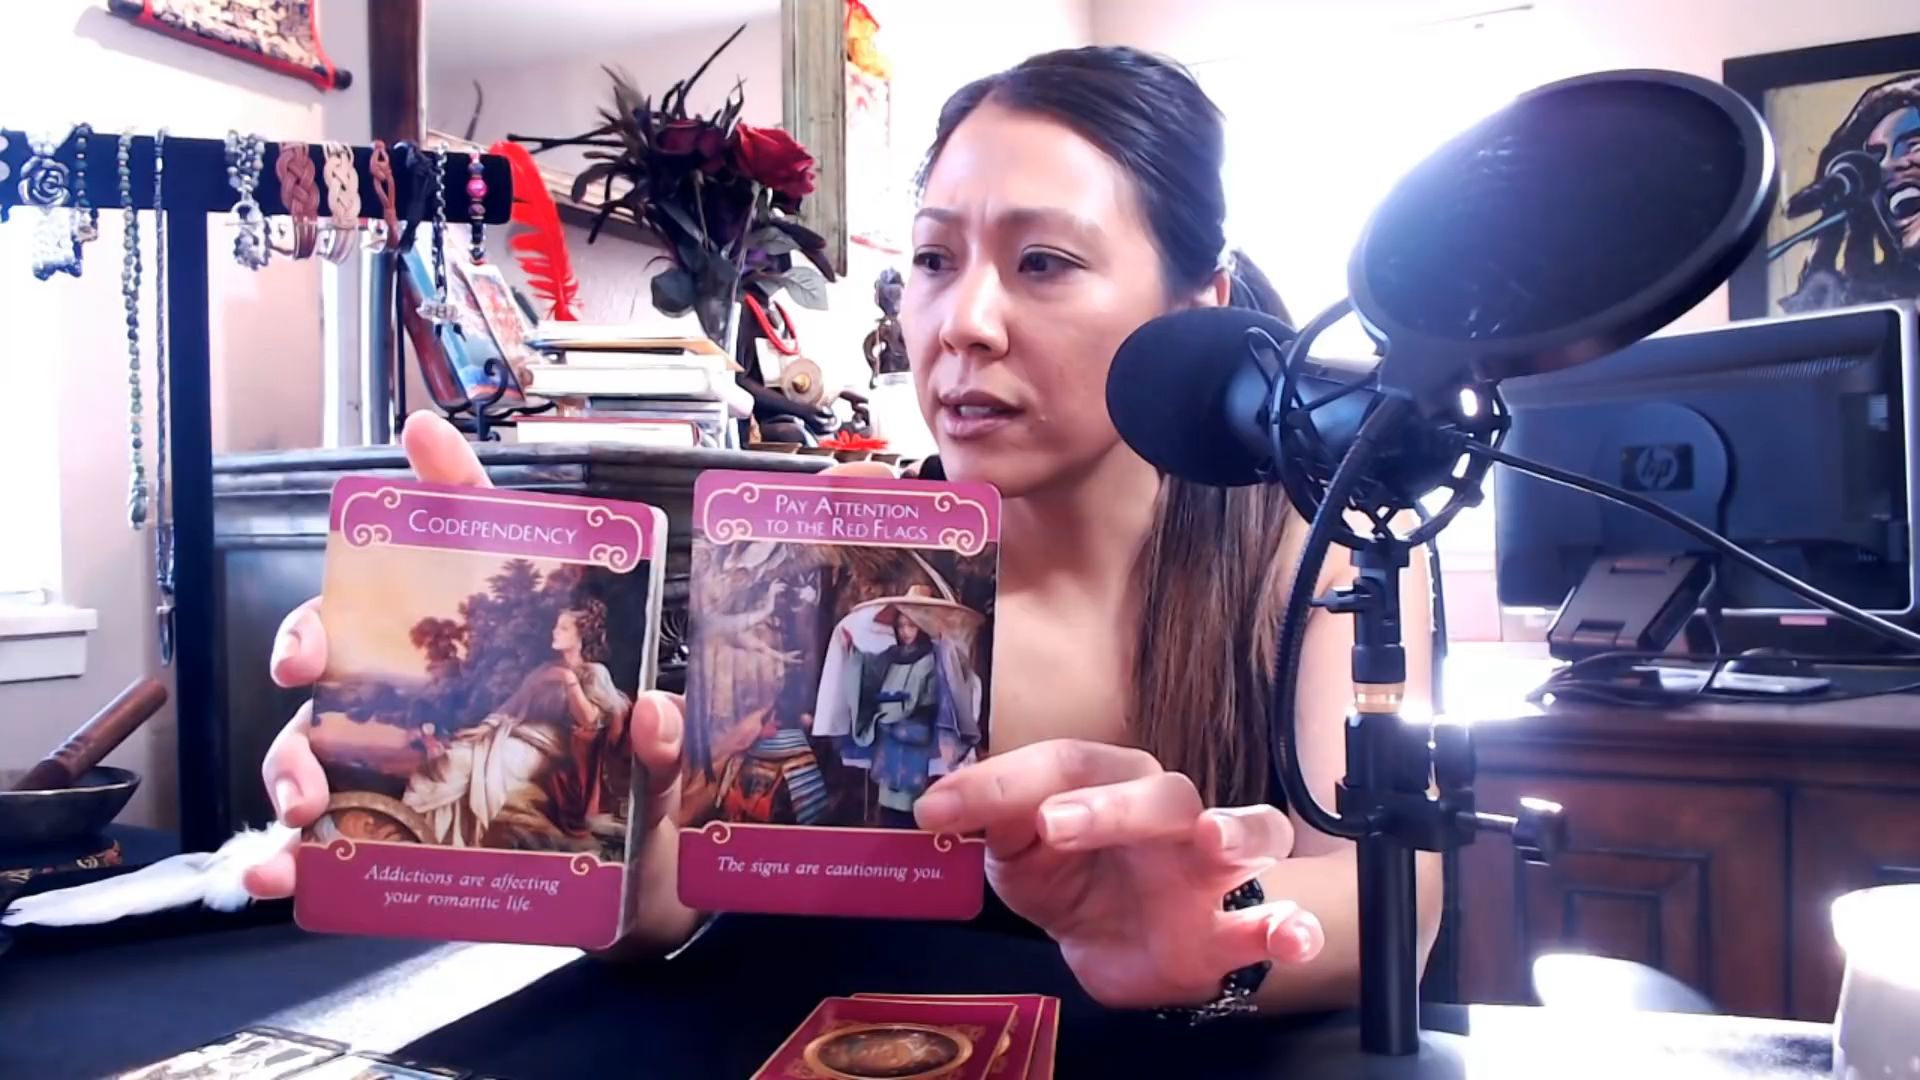 CODEPENDENCY
Addictions are affecting
your romantic life.
PAY ATTENTION
TO THE RED FLAGS
The signs are cautioning you.
hp